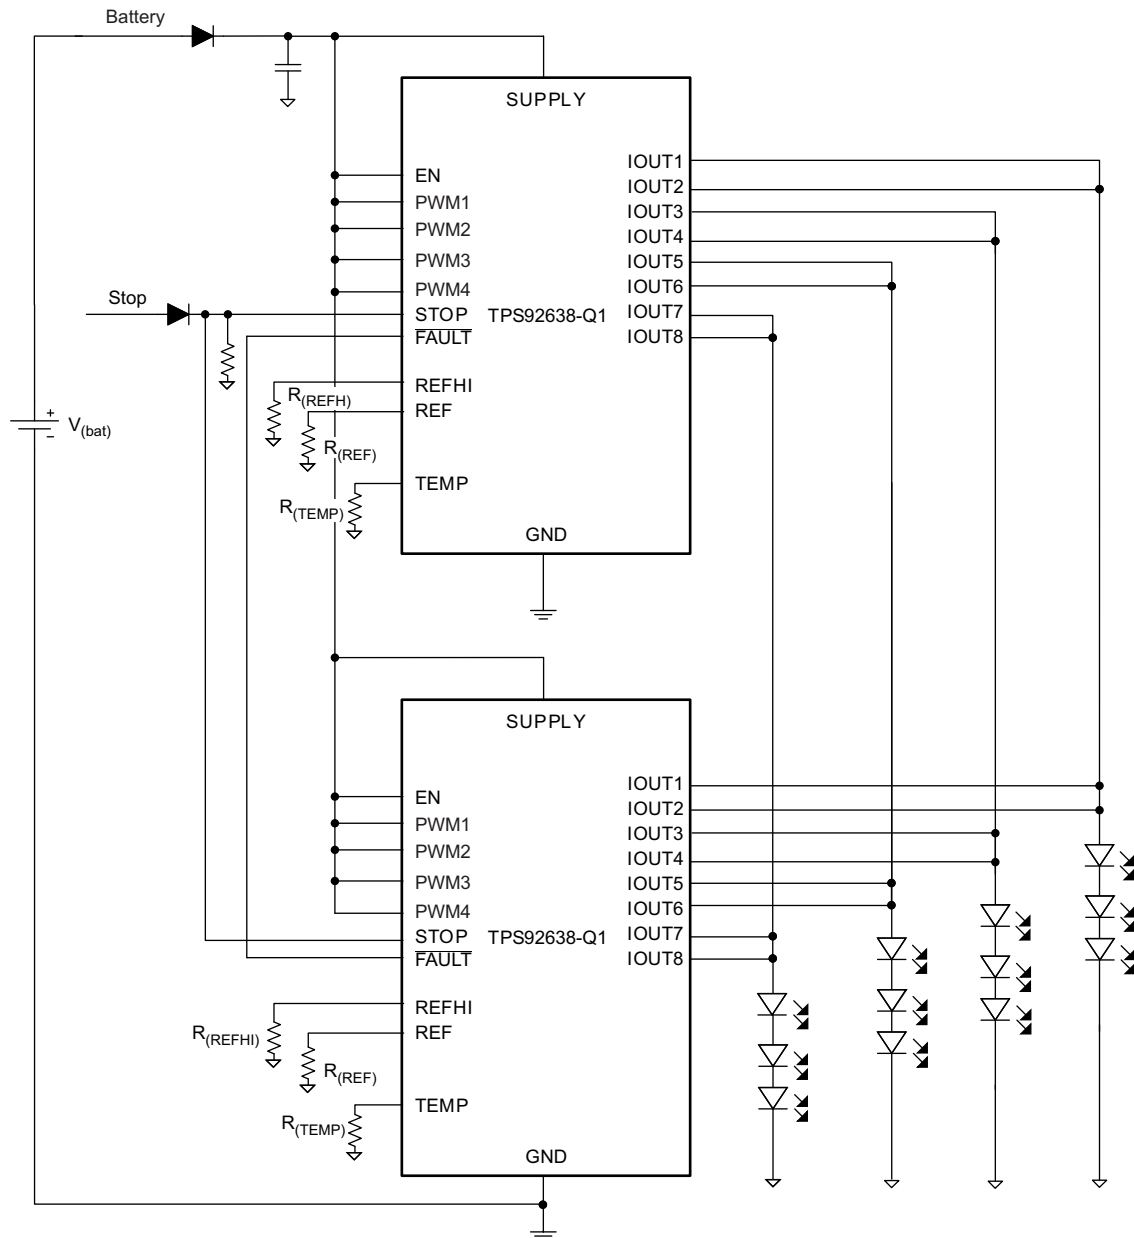 Battery
SUPPLY
EN
PWM1
PWM2
PWM3
PWM4
STOP
FAULT
REFHI
REF
TEMP
GND
TPS92638-Q1
IOUT1
IOUT2
IOUT3
IOUT4
IOUT5
IOUT6
IOUT7
IOUT8
Stop
R(REFH)
R(REF)
R(TEMP)
+
V(bat)
−
SUPPLY
EN
PWM1
PWM2
PWM3
PWM4
STOP
FAULT
REFHI
REF
TEMP
GND
TPS92638-Q1
IOUT1
IOUT2
IOUT3
IOUT4
IOUT5
IOUT6
IOUT7
IOUT8
R(REFHI)
R(REF)
R(TEMP)